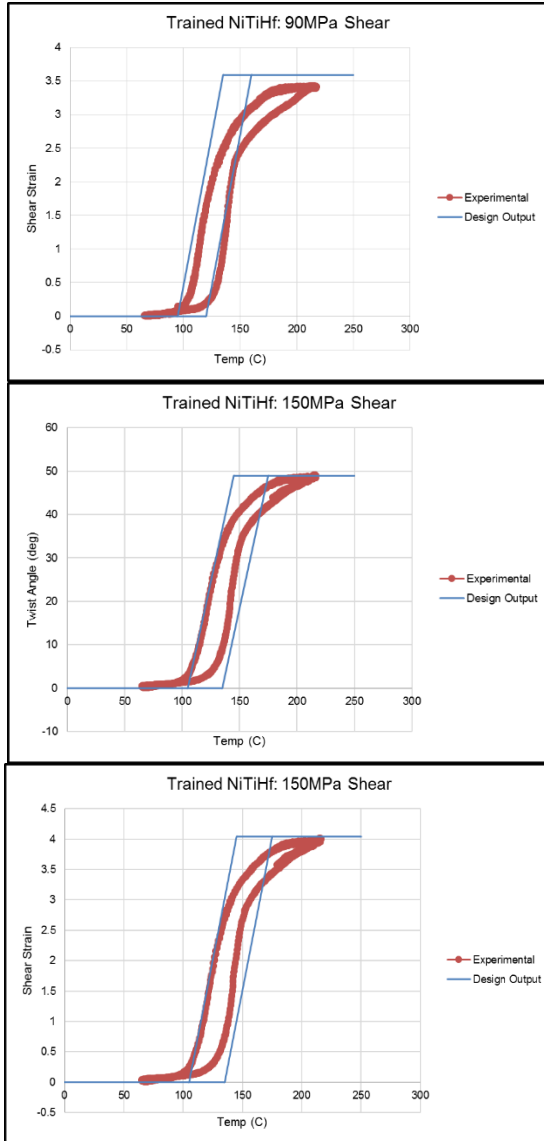 Trained NiTiHf: 90MPa Shear
4
3.5
3
2.5
2
1.5
1
0.5
0
-0.5
0 50 100 150 200 250 300
Shear Strain
Temp (C)
Experimental
Design Output
Trained NiTiHf: 150MPa Shear
60
50
40
30
20
10
0
-10
0 50 100 150 200 250 300
Twist Angle (deg)
Temp (C)
Experimental
Design Output
Trained NiTiHf: 150MPa Shear
4.5
4
3.5
3
2.5
2
1.5
1
0.5
0
-0.5
0 50 100 150 200 250 300
Shear Strain
Temp (C)
Experimental
Design Output